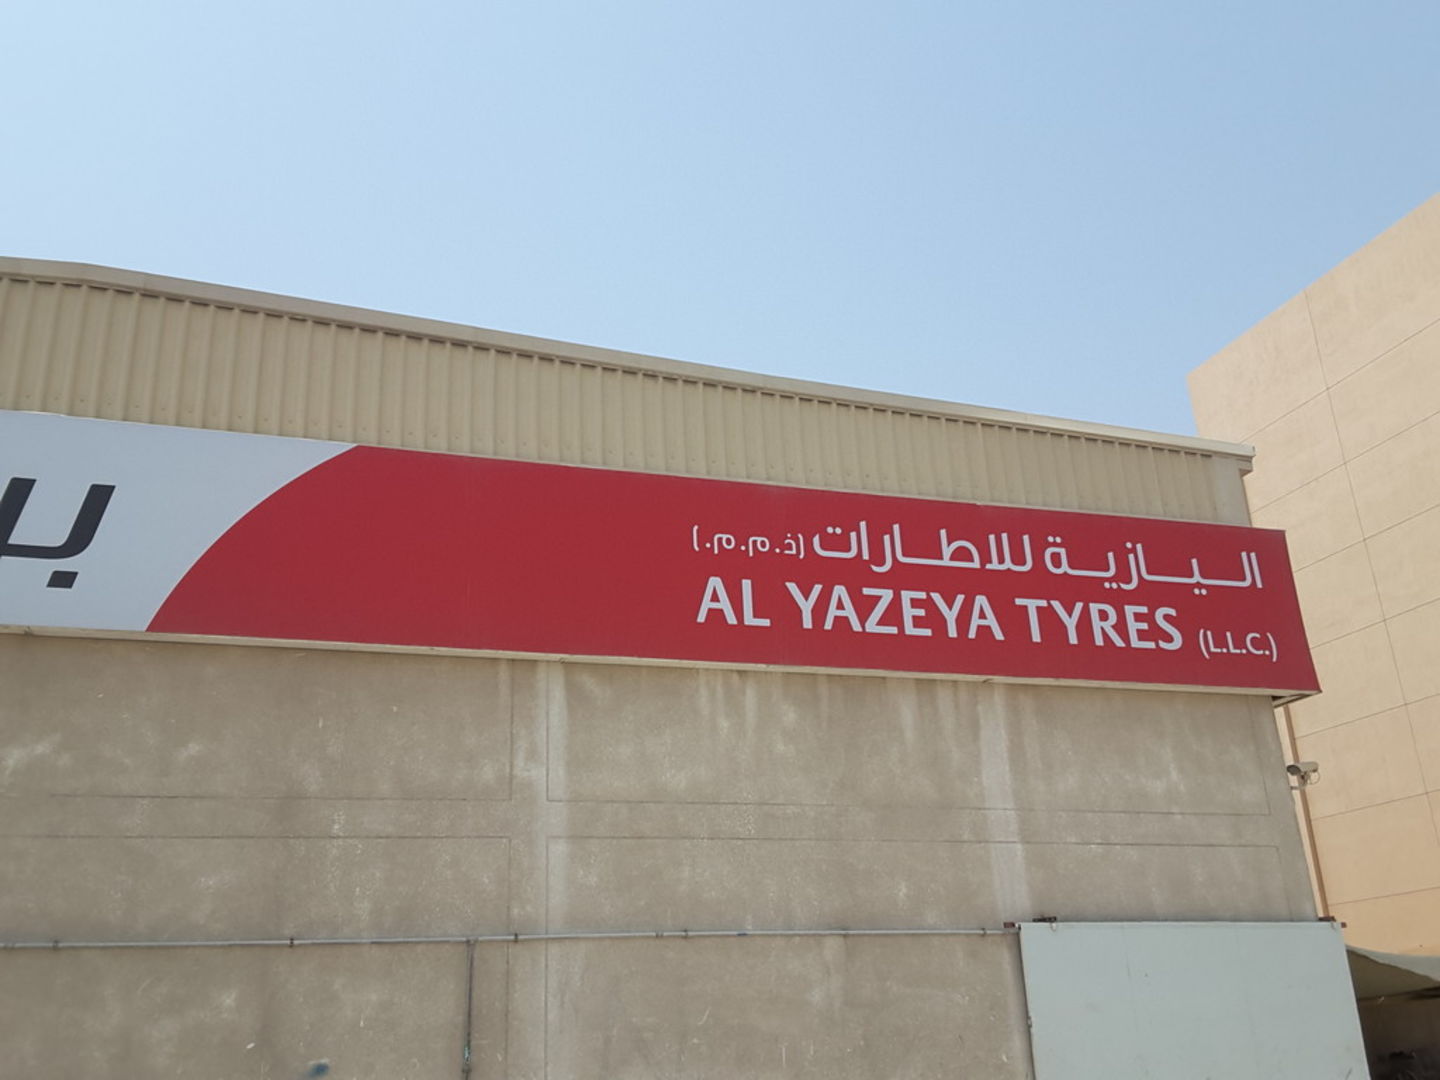 اليازية للاطارات (ذ.م.م.)
AL YAZEYA TYRES (L.L.C.)